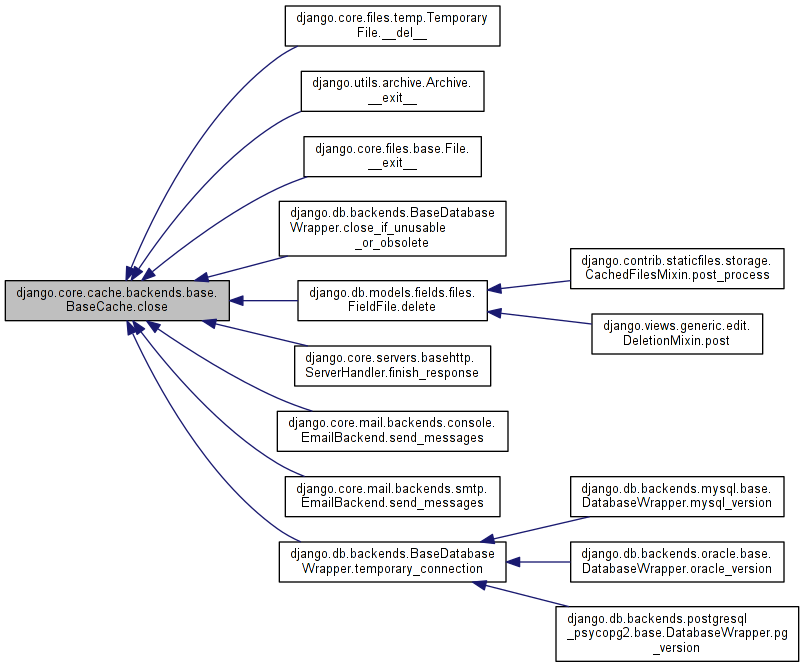 django.core.files.temp.Temporary
File.__del__
django.utils.archive.Archive.
__exit__
django.core.files.base.File.
__exit__
django.db.backends.BaseDatabase
Wrapper.close_if_unusable
_or_obsolete
django.contrib.staticfiles.storage.
CachedFilesMixin.post_process
django.core.cache.backends.base.
BaseCache.close
django.db.models.fields.files.
FieldFile.delete
django.views.generic.edit.
DeletionMixin.post
django.core.servers.basehttp.
ServerHandler.finish_response
django.core.mail.backends.console.
EmailBackend.send_messages
django.core.mail.backends.smtp.
EmailBackend.send_messages
django.db.backends.mysql.base.
DatabaseWrapper.mysql_version
django.db.backends.BaseDatabase
Wrapper.temporary_connection
django.db.backends.oracle.base.
DatabaseWrapper.oracle_version
django.db.backends.postgresql
_psycopg2.base.DatabaseWrapper.pg
_version